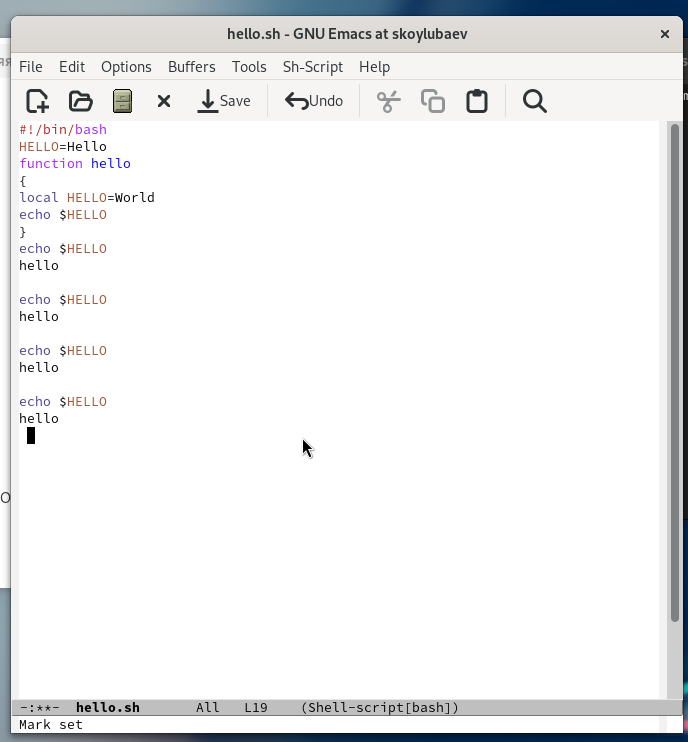 hello.sh - GNU Emacs at skoylubaev
File Edit Options Buffers Tools Sh-Script Help
Save Undo
#!/bin/bash
HELLO=Hello
function hello
{
local HELLO=World
echo $HELLO
}
echo $HELLO
hello
echo $HELLO
hello
echo $HELLO
hello
echo $HELLO
hello
-:**- hello.sh All L19 (Shell-script[bash])
Mark set